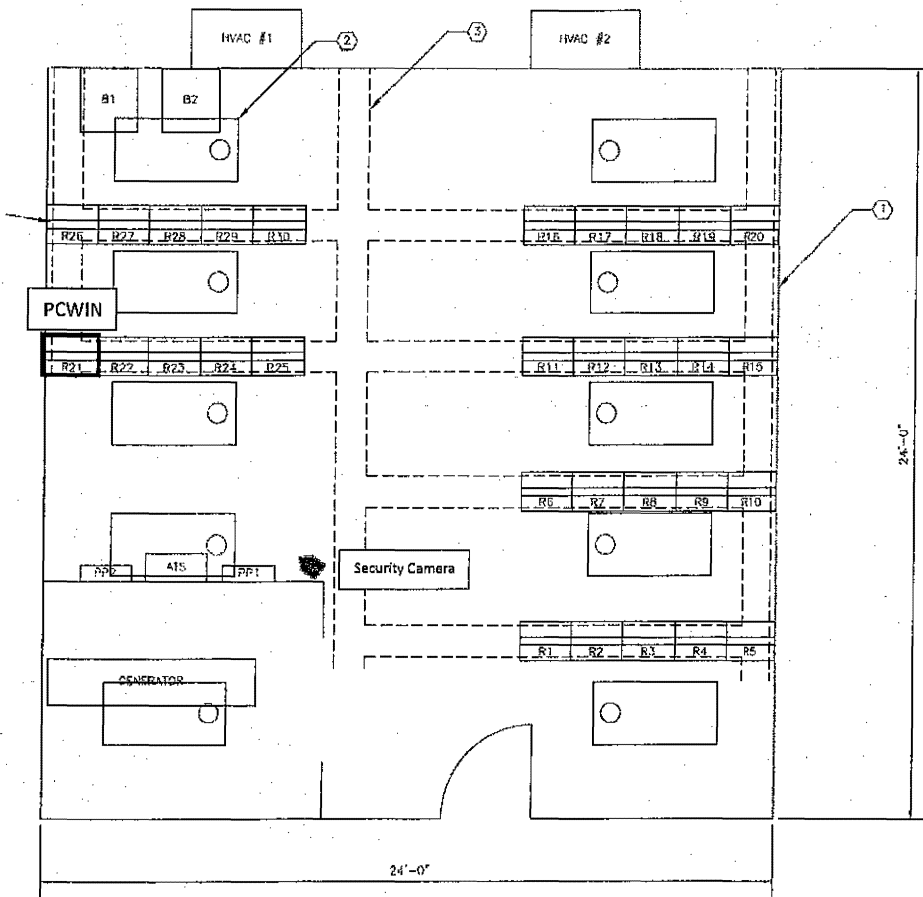 HVAC #1
HVAC #2
2
3
B1
B2
R26 R27 R28 R29 R30
R16 R17 R18 R19 R20
1
PCWIN
R21 R22 R23 R24 R25
R11 R12 R13 R14 R15
24'-0"
R6 R7 R8 R9 R10
PP2 ATS PP1
Security Camera
R1 R2 R3 R4 R5
GENERATOR
24'-0"